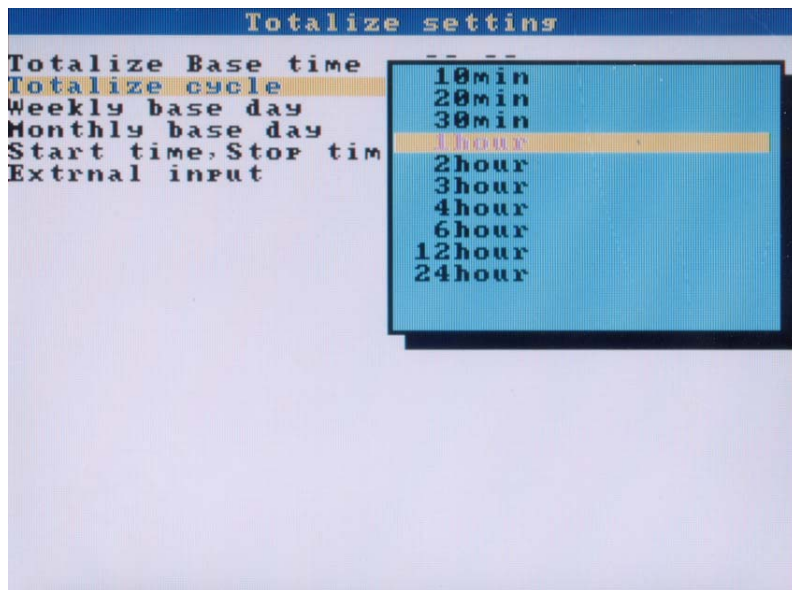 Totalize setting
Totalize Base time -- --
Totalize cycle
Weekly base day
Monthly base day
Start time,Stop tim
Extrnal input
10min
20min
30min
1hour
2hour
3hour
4hour
6hour
12hour
24hour